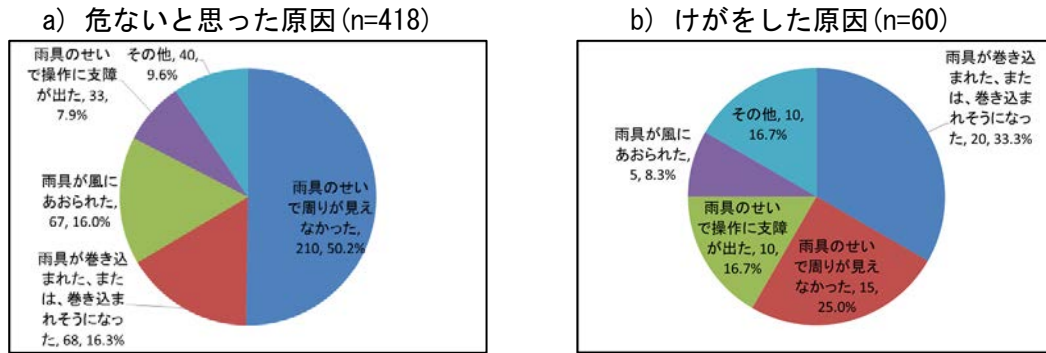 a) 危ないと思った原因(n=418)
雨具のせい
で操作に支障
が出た, 33,
7.9%
その他, 40,
9.6%
雨具が風に
あおられた,
67, 16.0%
雨具が巻き込
まれた、また
は、巻き込ま
れそうになっ
た, 68, 16.3%
雨具のせい
で周りが見え
なかった,
210, 50.2%
b) けがをした原因(n=60)
雨具が巻き込
まれた、また
は、巻き込ま
れそうになっ
た, 20, 33.3%
その他, 10,
16.7%
雨具が風に
あおられた,
5, 8.3%
雨具のせい
で操作に支障
が出た, 10,
16.7%
雨具のせい
で周りが見え
なかった, 15,
25.0%